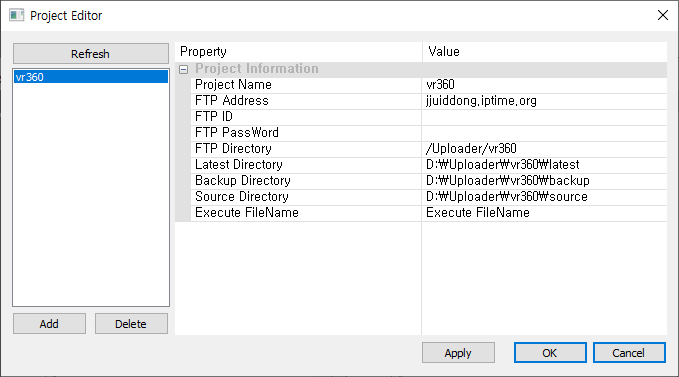 Project Editor
Refresh
vr360
Add
Delete
Property Value
Project Information
Project Name vr360
FTP Address jjuiddong.iptime.org
FTP ID
FTP PassWord
FTP Directory /Uploader/vr360
Latest Directory D:₩Uploader₩vr360₩latest
Backup Directory D:₩Uploader₩vr360₩backup
Source Directory D:₩Uploader₩vr360₩source
Execute FileName Execute FileName
Apply
OK
Cancel